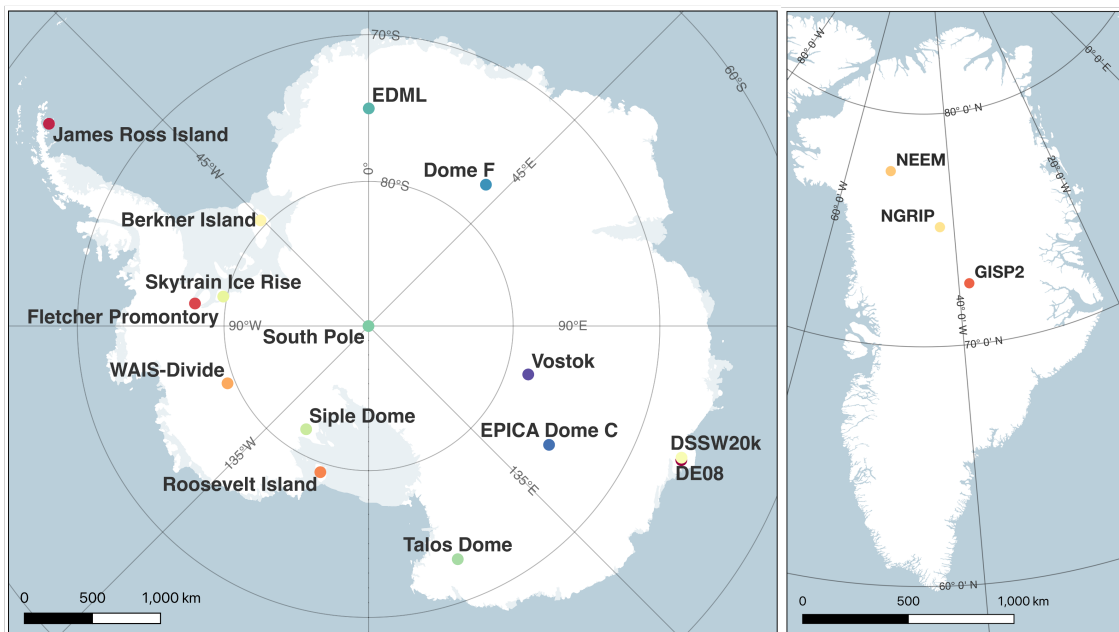 70°S
60°S
EDML
James Ross Island
45°W
0
80°S
Dome F
45°E
Berkner Island
Skytrain Ice Rise
Fletcher Promontory
90°W
South Pole
90°E
WAIS-Divide
Vostok
Siple Dome
EPICA Dome C
DSSW20k
DE08
135°W
Roosevelt Island
135°E
Talos Dome
0 500 1,000 km
80° 0' W
0° 0' E
80° 0' N
NEEM
20° 0' W
60° 0' W
NGRIP
GISP2
40° 0' W
70° 0' N
60° 0' N
0 500 1,000 km